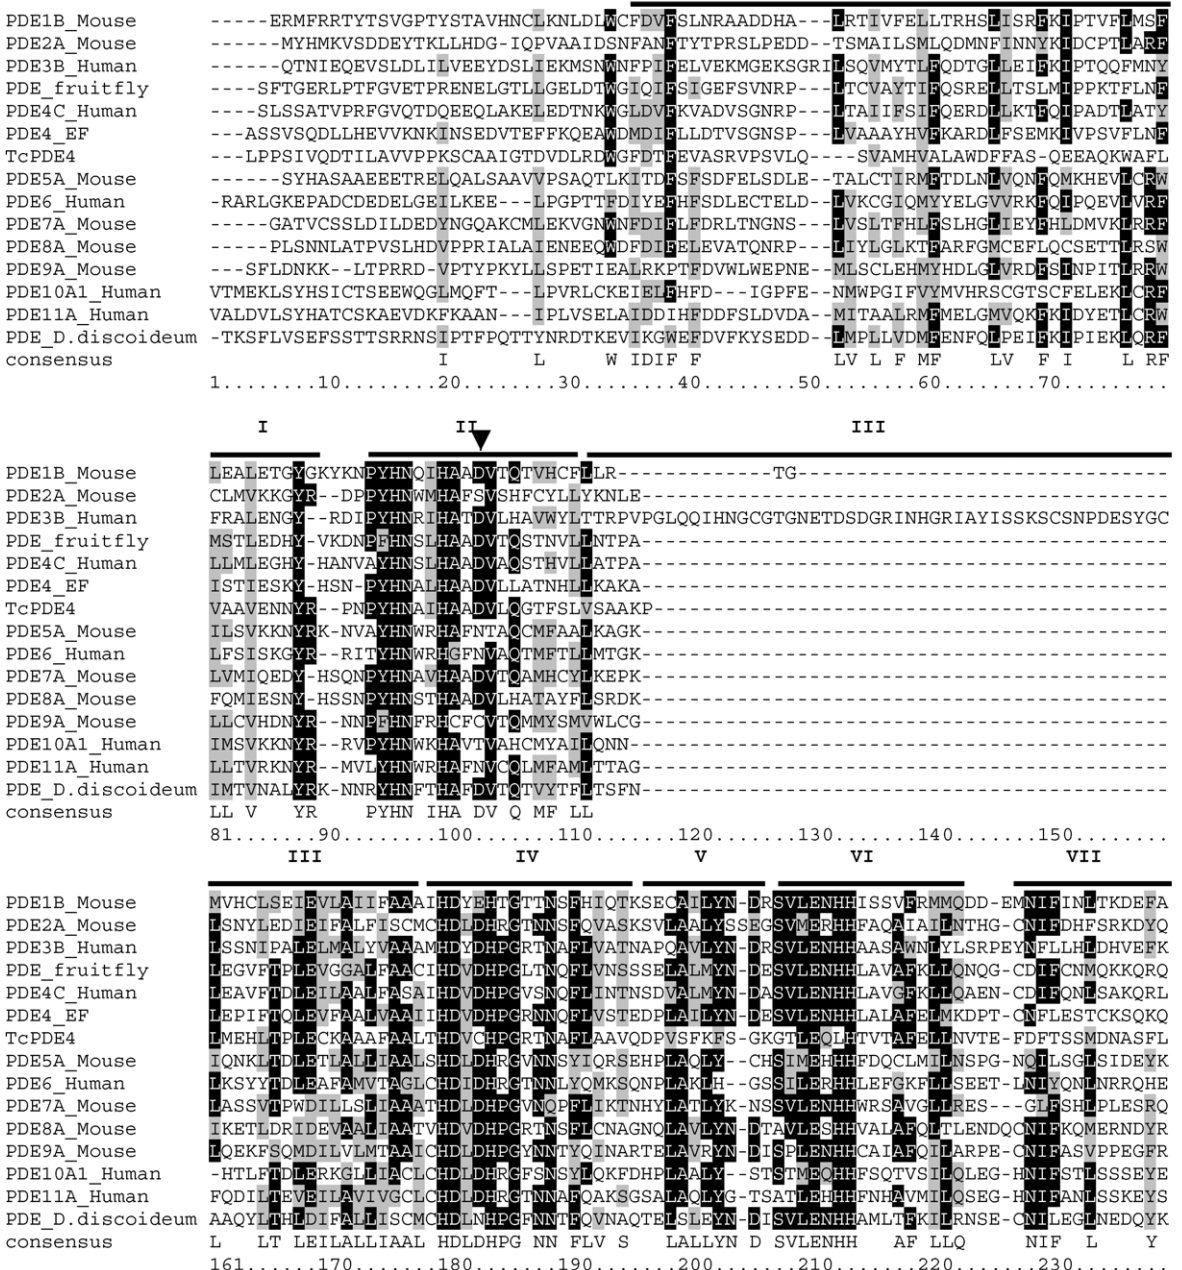 PDE1B_Mouse -----ERMFRRTYTSVGPTYSTAVHNCLKNLDLWCFDVFSLNRAADDHA---LRTIVFELLTRHSLISRFKIPTVFLMSF
PDE2A_Mouse ------MYHMKVSDDEYTKLLHDG-IQPVAAIDSNFANFTYTPRSLPEDD--TSMAILSMLQDMNFINNYKIDCPTLARF
PDE3B_Human ------QTNIEQEVSLDLILVEEYDSLIEKMSNWNFPIFELVEKMGEKSGRILSQVMYTLFQDTGLLEIFKIPTQQFMNY
PDE_fruitfly ----SFTGERLPTFGVETPRENELGTLLGELDTWGIQIFSIGEFSVNRP---LTCVAYTIFQSRELLTSLMIPPKTFLNF
PDE4C_Human ----SLSSATVPRFGVQTDQEEQLAKELEDTNKWGLDVFKVADVSGNRP---LTAIIFSIFQERDLLKTFQIPADTLATY
PDE4_EF ---ASSVSQDLLHEVVKNKINSEDVTEFFKQEAWDMDIFLLDTVSGNSP---LVAAAYHVFKARDLFSEMKIVPSVFLNF
TcPDE4 ---LPPSIVQDTILAVVPPKSCAAIGTDVDLRDWGFDTFEVASRVPSVLQ----SVAMHVALAWDFFAS-QEEAQKWAFL
PDE5A_Mouse ------SYHASAAEEETRELQALSAAVVPSAQTLKITDFSFSDFELSDLE--TALCTIRMFTDLNLVQNFQMKHEVLCRW
PDE6_Human -RARLGKEPADCDEDELGEILKEE---LPGPTTFDIYEFHFSDLECTELD--LVKCGIQMYYELGVVRKFQIPQEVLVRF
PDE7A_Mouse -----GATVCSSLDILDEDYNGQAKCMLEKVGNWNFDIFLFDRLTNGNS---LVSLTFHLFSLHGLIEYFHLDMVKLRRF
PDE8A_Mouse -----PLSNNLATPVSLHDVPPRIALAIENEEQWDFDIFELEVATQNRP---LIYLGLKTFARFGMCEFLQCSETTLRSW
PDE9A_Mouse ---SFLDNKK--LTPRRD-VPTYPKYLLSPETIEALRKPTFDVWLWEPNE--MLSCLEHMYHDLGLVRDFSINPITLRRW
PDE10A1_Human VTMEKLSYHSICTSEEWQGLMQFT---LPVRLCKEIELFHFD---IGPFE--NMWPGIFVYMVHRSCGTSCFELEKLCRF
PDE11A_Human VALDVLSYHATCSKAEVDKFKAAN---IPLVSELAIDDIHFDDFSLDVDA--MITAALRMFMELGMVQKFKIDYETLCRW
PDE_D.discoideum -TKSFLVSEFSSTTSRRNSIPTFPQTTYNRDTKEVIKGWEFDVFKYSED--LMPLLVDMFENFQLPEIFKIPIEKLQRF
consensus I L W IDIF F LV L F MF LV F I L RF
1.......10........20........30........40........50........60........70.........
I II III
PDE1B_Mouse LEALETGYGKYKNPYHNQIHAADVTQTVHCFLLR-------------TG-------------------------------
PDE2A_Mouse CLMVKKGYR--DPPYHNWMHAFSVSHFCYLLYKNLE--------------------------------------------
PDE3B_Human FRALENGY--RDIPYHNRIHATDVLHAVWYLTTRPVPGLQQIHNGCGTGNETDSDGRINHGRIAYISSKSCSNPDESYGC
PDE_fruitfly MSTLEDHY-VKDNPFHNSLHAADVTQSTNVLLNTPA--------------------------------------------
PDE4C_Human LLMLEGHY-HANVAYHNSLHAADVAQSTHVLLATPA--------------------------------------------
PDE4_EF ISTIESKY-HSN-PYHNALHAADVLLATNHLLKAKA--------------------------------------------
TcPDE4 VAAVENNYR--PNPYHNAIHAADVLQGTFSLVSAAKP-------------------------------------------
PDE5A_Mouse ILSVKKNYRK-NVAYHNWRHAFNTAQCMFAALKAGK--------------------------------------------
PDE6_Human LFSISKGYR--RITYHNWRHGFNVAQTMFTLLMTGK--------------------------------------------
PDE7A_Mouse LVMIQEDY-HSQNPYHNAVHAADVTQAMHCYLKEPK--------------------------------------------
PDE8A_Mouse FQMIESNY-HSSNPYHNSTHAADVLHATAYFLSRDK--------------------------------------------
PDE9A_Mouse LLCVHDNYR--NNPFHNFRHCFCVTQMMYSMVWLCG--------------------------------------------
PDE10A1_Human IMSVKKNYR--RVPYHNWKHAVTVAHCMYAILQNN---------------------------------------------
PDE11A_Human LLTVRKNYR--MVLYHNWRHAFNVCQLMFAMLTTAG--------------------------------------------
PDE_D.discoideum IMTVNALYRK-NNRYHNFTHAFDVTQTVYTFLTSFN--------------------------------------------
consensus LL V YR PYHN IHA DV Q MF LL
81.......90........100.......110.......120.......130.......140.......150.........
III IV V VI VII
PDE1B_Mouse MVHCLSEIEVLAIIFAAAIHDYEHTGTTNSFHIQTKSECAILYN-DRSVLENHHISSVFRMMQDD-EMNIFINLTKDEFA
PDE2A_Mouse LSNYLEDIEIFALFISCMCHDLDHRGTNNSFQVASKSVLAALYSSEGSVMERHHFAQAIAILNTHG-CNIFDHFSRKDYQ
PDE3B_Human LSSNIPALELMALYVAAAMHDYDHPGRTNAFLVATNAPQAVLYN-DRSVLENHHAASAWNLYLSRPEYNFLLHLDHVEFK
PDE_fruitfly LEGVFTPLEVGGALFAACIHDVDHPGLTNQFLVNSSSELALMYN-DESVLENHHLAVAFKLLQNQG-CDIFCNMQKKQRQ
PDE4C_Human LEAVFTDLEILAALFASAIHDVDHPGVSNQFLINTNSDVALMYN-DASVLENHHLAVGFKLLQAEN-CDIFQNLSAKQRL
PDE4_EF LEPIFTQLEVFAALVAAIIHDVDHPGRNNQFLVSTEDPLAILYN-DESVLENHHLALAFELMKDPT-CNFLESTCKSQKQ
TcPDE4 LMEHLTPLECKAAAFAALTHDVCHPGRTNAFLAAVQDPVSFKFS-GKGTLEQLHTVTAFELLNVTE-FDFTSSMDNASFL
PDE5A_Mouse IQNKLTDLETLALLIAALSHDLDHRGVNNSYIQRSEHPLAQLY--CHSIMEHHHFDQCLMILNSPG-NQILSGLSIDEYK
PDE6_Human LKSYYTDLEAFAMVTAGLCHDIDHRGTNNLYQMKSQNPLAKLH--GSSILERHHLEFGKFLLSEET-LNIYQNLNRRQHE
PDE7A_Mouse LASSVTPWDILLSLIAAATHDLDHPGVNQPFLIKTNHYLATLYK-NSSVLENHHWRSAVGLLRES---GLFSHLPLESRQ
PDE8A_Mouse IKETLDRIDEVAALIAATVHDVDHPGRTNSFLCNAGNQLAVLYN-DTAVLESHHVALAFQLTLENDQCNIFKQMERNDYR
PDE9A_Mouse LQEKFSQMDILVLMTAAICHDLDHPGYNNTYQINARTELAVRYN-DISPLENHHCAIAFQILARPE-CNIFASVPPEGFR
PDE10A1_Human -HTLFTDLERKGLLIACLCHDLDHRGFSNSYLQKFDHPLAALY--STSTMEQHHFSQTVSILQLEG-HNIFSTLSSSEYE
PDE11A_Human FQDILTEVEILAVIVGCLCHDLDHRGTNNAFQAKSGSALAQLYG-TSATLEHHHFNHAVMILQSEG-HNIFANLSSKEYS
PDE_D.discoideum AAQYLTHLDIFALLISCMCHDLNHPGFNNTFQVNAQTELSLEYN-DISVLENHHAMLTFKILRNSE-CNILEGLNEDQYK
consensus L LT LEILALLIAAL HDLDHPG NN FLV S LALLYN D SVLENHH AF LLQ NIF L Y
161......170.......180.......190.......200.......210.......220.......230.........